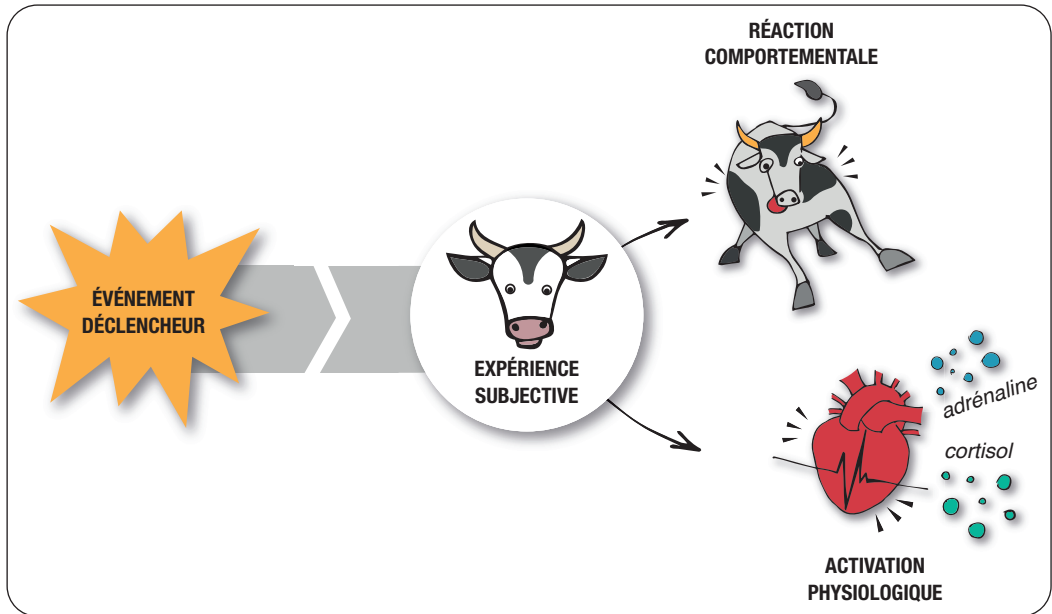 ÉVÉNEMENT
DÉCLENCHEUR
EXPÉRIENCE
SUBJECTIVE
RÉACTION
COMPORTEMENTALE
adrénaline
cortisol
ACTIVATION
PHYSIOLOGIQUE